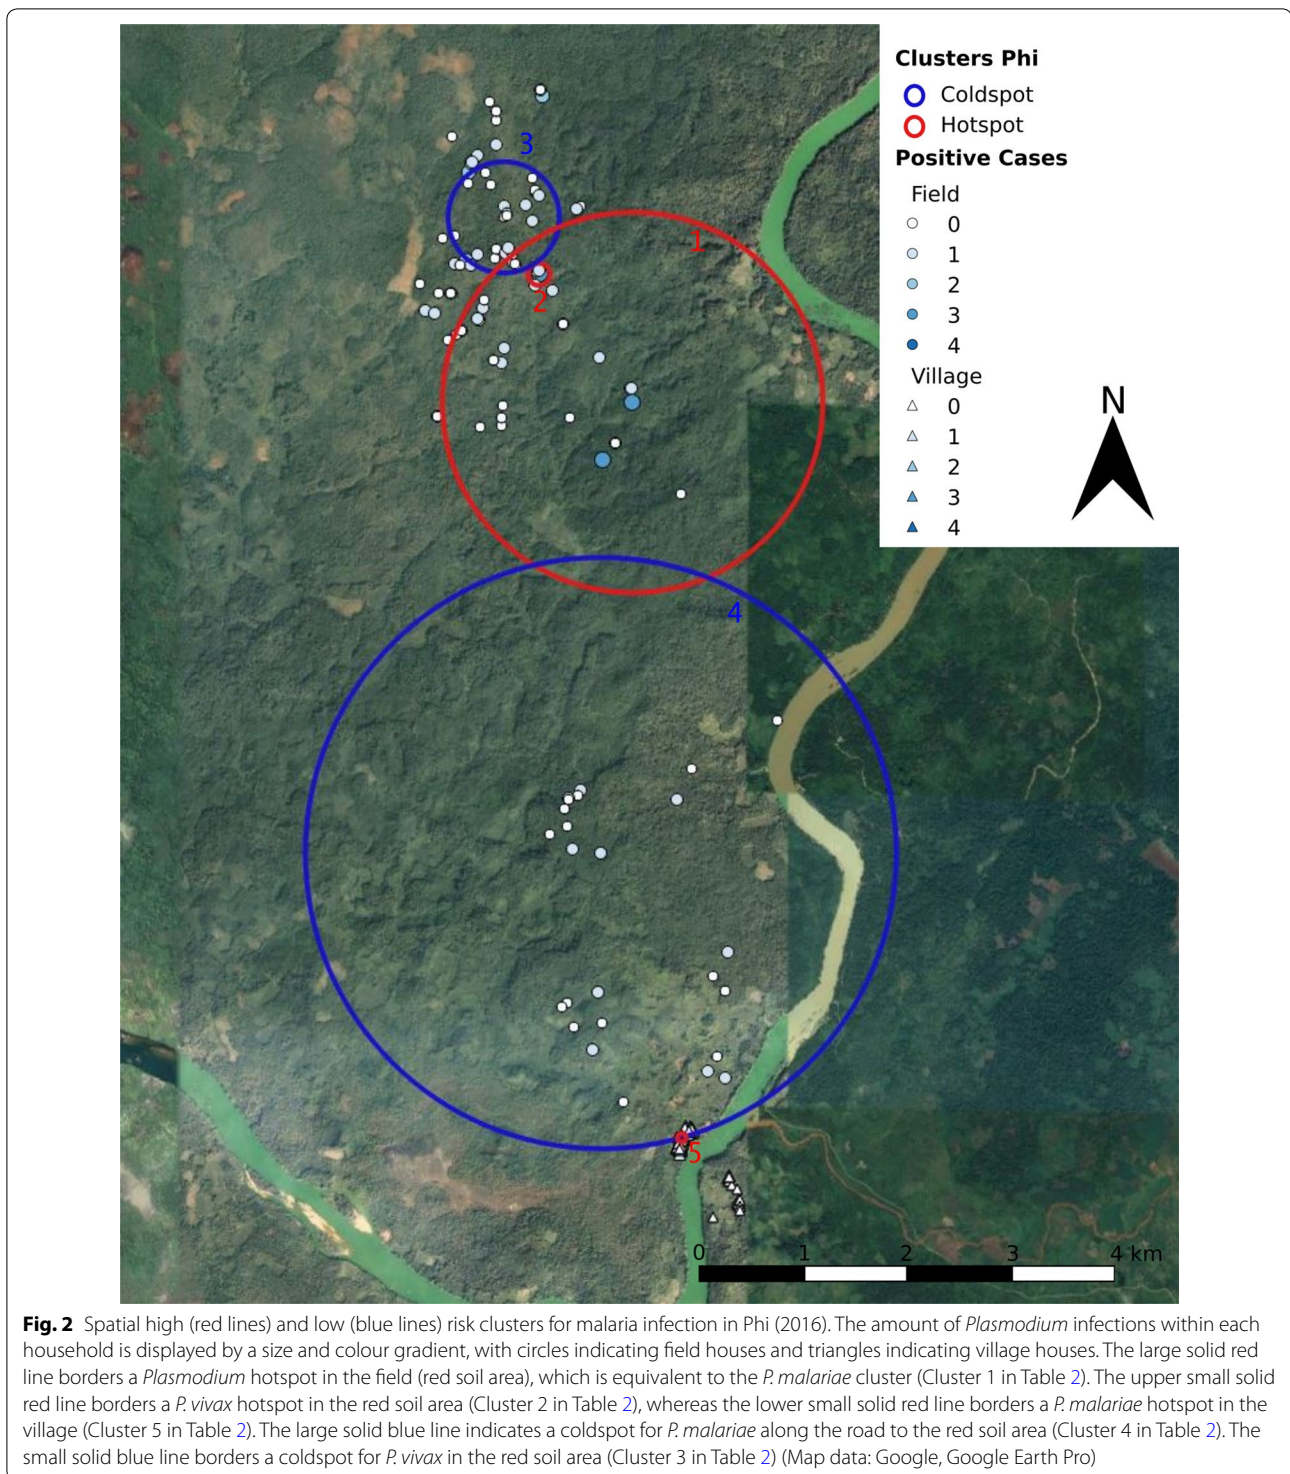 Clusters Phi
Coldspot
Hotspot
Positive Cases
Field
0
1
2
3
4
Village
0
1
2
3
4
N
3
1
2
4
5
0 1 2 3 4 km
Fig. 2 Spatial high (red lines) and low (blue lines) risk clusters for malaria infection in Phi (2016). The amount of Plasmodium infections within each
household is displayed by a size and colour gradient, with circles indicating field houses and triangles indicating village houses. The large solid red
line borders a Plasmodium hotspot in the field (red soil area), which is equivalent to the P. malariae cluster (Cluster 1 in Table 2). The upper small solid
red line borders a P. vivax hotspot in the red soil area (Cluster 2 in Table 2), whereas the lower small solid red line borders a P. malariae hotspot in the
village (Cluster 5 in Table 2). The large solid blue line indicates a coldspot for P. malariae along the road to the red soil area (Cluster 4 in Table 2). The
small solid blue line borders a coldspot for P. vivax in the red soil area (Cluster 3 in Table 2) (Map data: Google, Google Earth Pro)